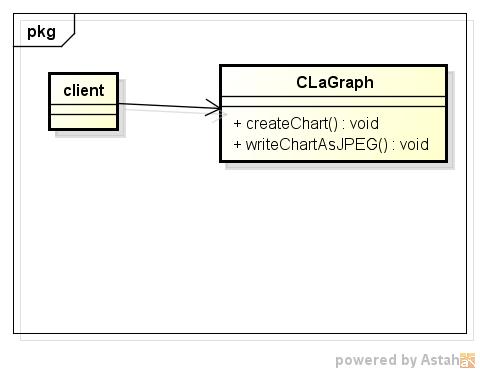 pkg
client
CLaGraph
+ createChart() : void
+ writeChartAsJPEG() : void
powered by Astah